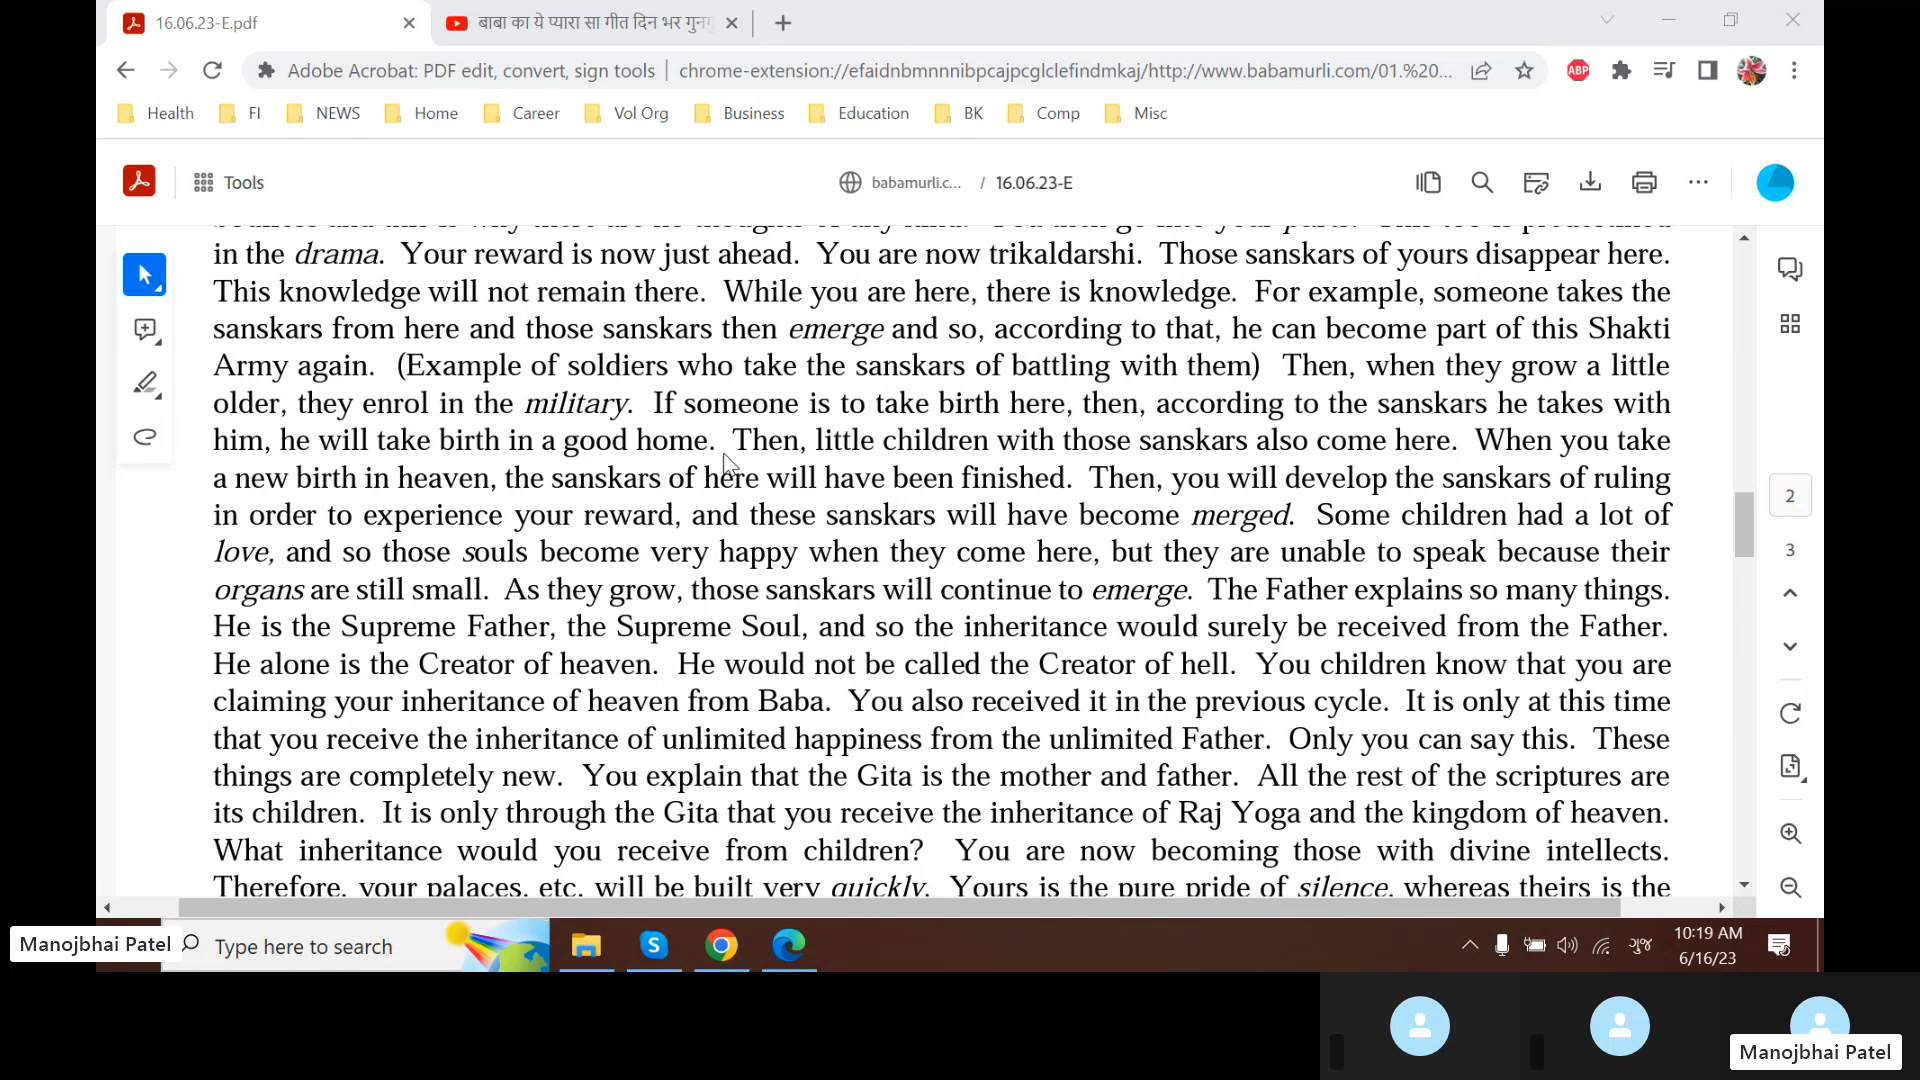 16.06.23-E.pdf
बाबा का ये प्यारा सा गीत दिन भर गुनगु
Adobe Acrobat: PDF edit, convert, sign tools
chrome-extension://efaidnbmnnnibpcajpcglclefindmkaj/http://www.babamurli.com/01.%20...
ABP
Health FI NEWS Home Career Vol Org Business Education BK Comp Misc
Tools
babamurli.c... / 16.06.23-E
in the drama. Your reward is now just ahead. You are now trikaldarshi. Those sanskars of yours disappear here.
This knowledge will not remain there. While you are here, there is knowledge. For example, someone takes the
sanskars from here and those sanskars then emerge and so, according to that, he can become part of this Shakti
Army again. (Example of soldiers who take the sanskars of battling with them) Then, when they grow a little
older, they enrol in the military. If someone is to take birth here, then, according to the sanskars he takes with
him, he will take birth in a good home. Then, little children with those sanskars also come here. When you take
a new birth in heaven, the sanskars of here will have been finished. Then, you will develop the sanskars of ruling
in order to experience your reward, and these sanskars will have become merged. Some children had a lot of
love, and so those souls become very happy when they come here, but they are unable to speak because their
organs are still small. As they grow, those sanskars will continue to emerge. The Father explains so many things.
He is the Supreme Father, the Supreme Soul, and so the inheritance would surely be received from the Father.
He alone is the Creator of heaven. He would not be called the Creator of hell. You children know that you are
claiming your inheritance of heaven from Baba. You also received it in the previous cycle. It is only at this time
that you receive the inheritance of unlimited happiness from the unlimited Father. Only you can say this. These
things are completely new. You explain that the Gita is the mother and father. All the rest of the scriptures are
its children. It is only through the Gita that you receive the inheritance of Raj Yoga and the kingdom of heaven.
What inheritance would you receive from children? You are now becoming those with divine intellects.
Therefore, your palaces, etc. will be built very quickly. Yours is the pure pride of silence, whereas theirs is the
2
3
Manojbhai Patel
Type here to search
ગુજ
10:19 AM
6/16/23
Manojbhai Patel